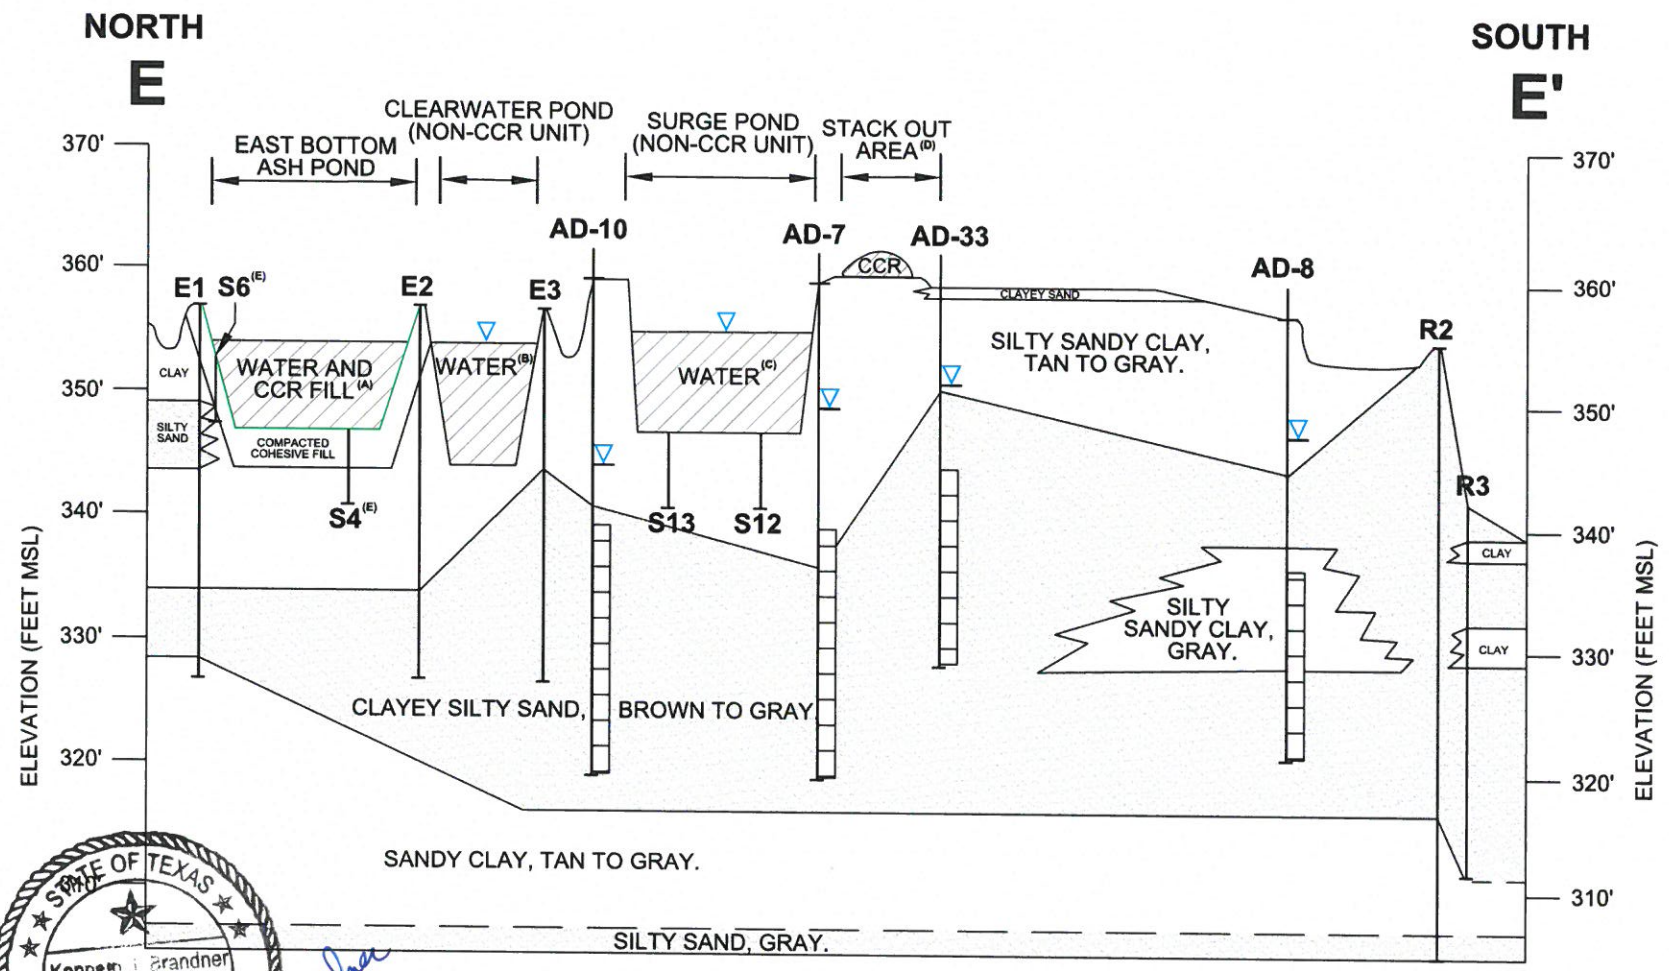 NORTH
E
SOUTH
E'
EAST BOTTOM
ASH POND
CLEARWATER POND
(NON-CCR UNIT)
SURGE POND
(NON-CCR UNIT)
STACK OUT
AREA(D)
370'
360'
350'
340'
330'
320'
ELEVATION (FEET MSL)
370'
360'
350'
340'
330'
320'
310'
ELEVATION (FEET MSL)
E1
S6(E)
E2
E3
AD-10
AD-7
AD-33
AD-8
R2
R3
CCR
CLAYEY SAND
CLAY
SILTY
SAND
WATER AND
CCR FILL(A)
COMPACTED
COHESIVE FILL
S4(E)
WATER(B)
WATER(C)
S13
S12
SILTY SANDY CLAY,
TAN TO GRAY.
CLAY
CLAY
SILTY
SANDY CLAY,
GRAY.
CLAYEY SILTY SAND, BROWN TO GRAY
SANDY CLAY, TAN TO GRAY.
SILTY SAND, GRAY.
STATE OF TEXAS
Brandner